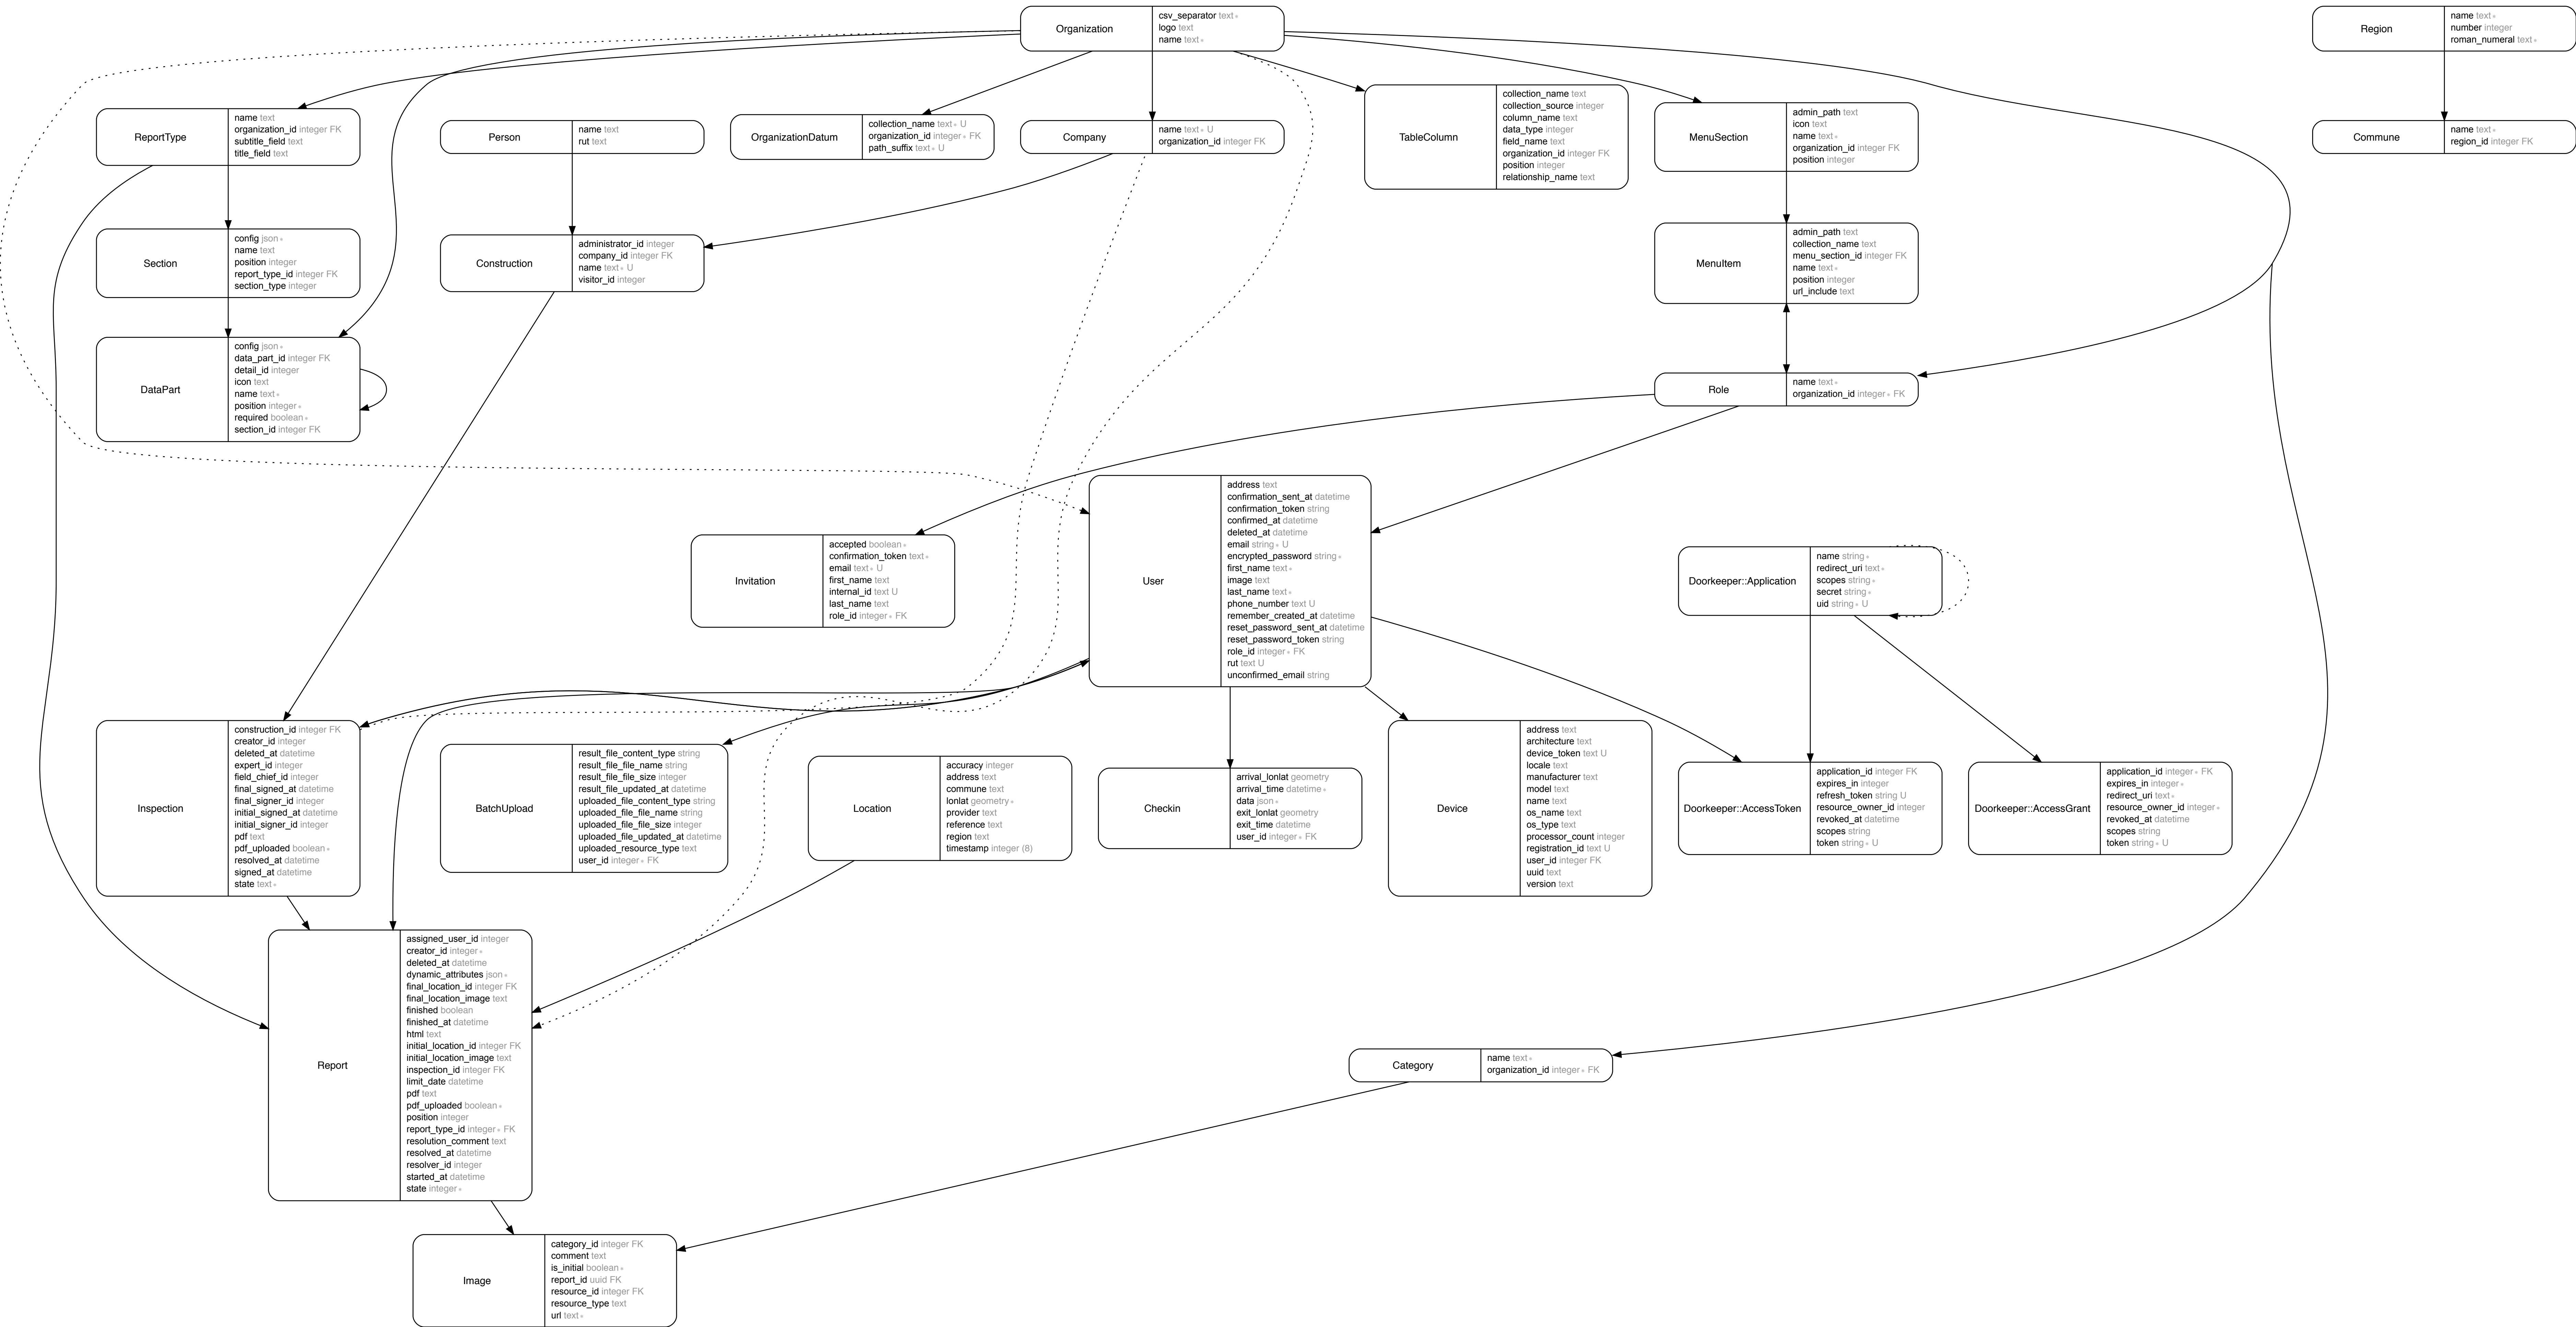 Organization
csv_separator text *
logo text
name text *
Region
name text *
number integer
roman_numeral text *
ReportType
name text
organization_id integer FK
subtitle_field text
title_field text
Person
name text
rut text
OrganizationDatum
collection_name text * U
organization_id integer * FK
path_suffix text * U
Company
name text * U
organization_id integer FK
TableColumn
collection_name text
collection_source integer
column_name text
data_type integer
field_name text
organization_id integer FK
position integer
relationship_name text
MenuSection
admin_path text
icon text
name text *
organization_id integer FK
position integer
Commune
name text *
region_id integer FK
Section
config json *
name text
position integer
report_type_id integer FK
section_type integer
Construction
administrator_id integer
company_id integer FK
name text * U
visitor_id integer
MenuItem
admin_path text
collection_name text
menu_section_id integer FK
name text *
position integer
url_include text
DataPart
config json *
data_part_id integer FK
detail_id integer
icon text
name text *
position integer *
required boolean *
section_id integer FK
Role
name text *
organization_id integer * FK
Invitation
accepted boolean *
confirmation_token text *
email text * U
first_name text
internal_id text U
last_name text
role_id integer * FK
User
address text
confirmation_sent_at datetime
confirmation_token string
confirmed_at datetime
deleted_at datetime
email string * U
encrypted_password string *
first_name text *
image text
last_name text *
phone_number text U
remember_created_at datetime
reset_password_sent_at datetime
reset_password_token string
role_id integer * FK
rut text U
unconfirmed_email string
Doorkeeper::Application
name string *
redirect_uri text *
scopes string *
secret string *
uid string * U
Inspection
construction_id integer FK
creator_id integer
deleted_at datetime
expert_id integer
field_chief_id integer
final_signed_at datetime
final_signer_id integer
initial_signed_at datetime
initial_signer_id integer
pdf text
pdf_uploaded boolean *
resolved_at datetime
signed_at datetime
state text *
BatchUpload
result_file_content_type string
result_file_file_name string
result_file_file_size integer
result_file_updated_at datetime
uploaded_file_content_type string
uploaded_file_file_name string
uploaded_file_file_size integer
uploaded_file_updated_at datetime
uploaded_resource_type text
user_id integer * FK
Location
accuracy integer
address text
commune text
lonlat geometry *
provider text
reference text
region text
timestamp integer (8)
Checkin
arrival_lonlat geometry
arrival_time datetime *
data json *
exit_lonlat geometry
exit_time datetime
user_id integer * FK
Device
address text
architecture text
device_token text U
locale text
manufacturer text
model text
name text
os_name text
os_type text
processor_count integer
registration_id text U
user_id integer FK
uuid text
version text
Doorkeeper::AccessToken
application_id integer FK
expires_in integer
refresh_token string U
resource_owner_id integer
revoked_at datetime
scopes string
token string * U
Doorkeeper::AccessGrant
application_id integer * FK
expires_in integer *
redirect_uri text *
resource_owner_id integer *
revoked_at datetime
scopes string
token string * U
Report
assigned_user_id integer
creator_id integer *
deleted_at datetime
dynamic_attributes json *
final_location_id integer FK
final_location_image text
finished boolean
finished_at datetime
html text
initial_location_id integer FK
initial_location_image text
inspection_id integer FK
limit_date datetime
pdf text
pdf_uploaded boolean *
position integer
report_type_id integer * FK
resolution_comment text
resolved_at datetime
resolver_id integer
started_at datetime
state integer *
Category
name text *
organization_id integer * FK
Image
category_id integer FK
comment text
is_initial boolean *
report_id uuid FK
resource_id integer FK
resource_type text
url text *